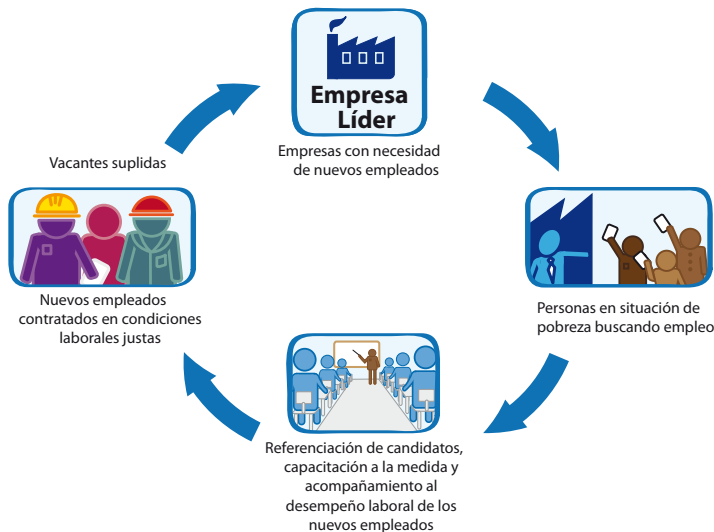 Empresa
Líder
Empresas con necesidad
de nuevos empleados
Personas en situación de
pobreza buscando empleo
Referenciación de candidatos,
capacitación a la medida y
acompañamiento al
desempeño laboral de los
nuevos empleados
Vacantes suplidas
Nuevos empleados
contratados en condiciones
laborales justas